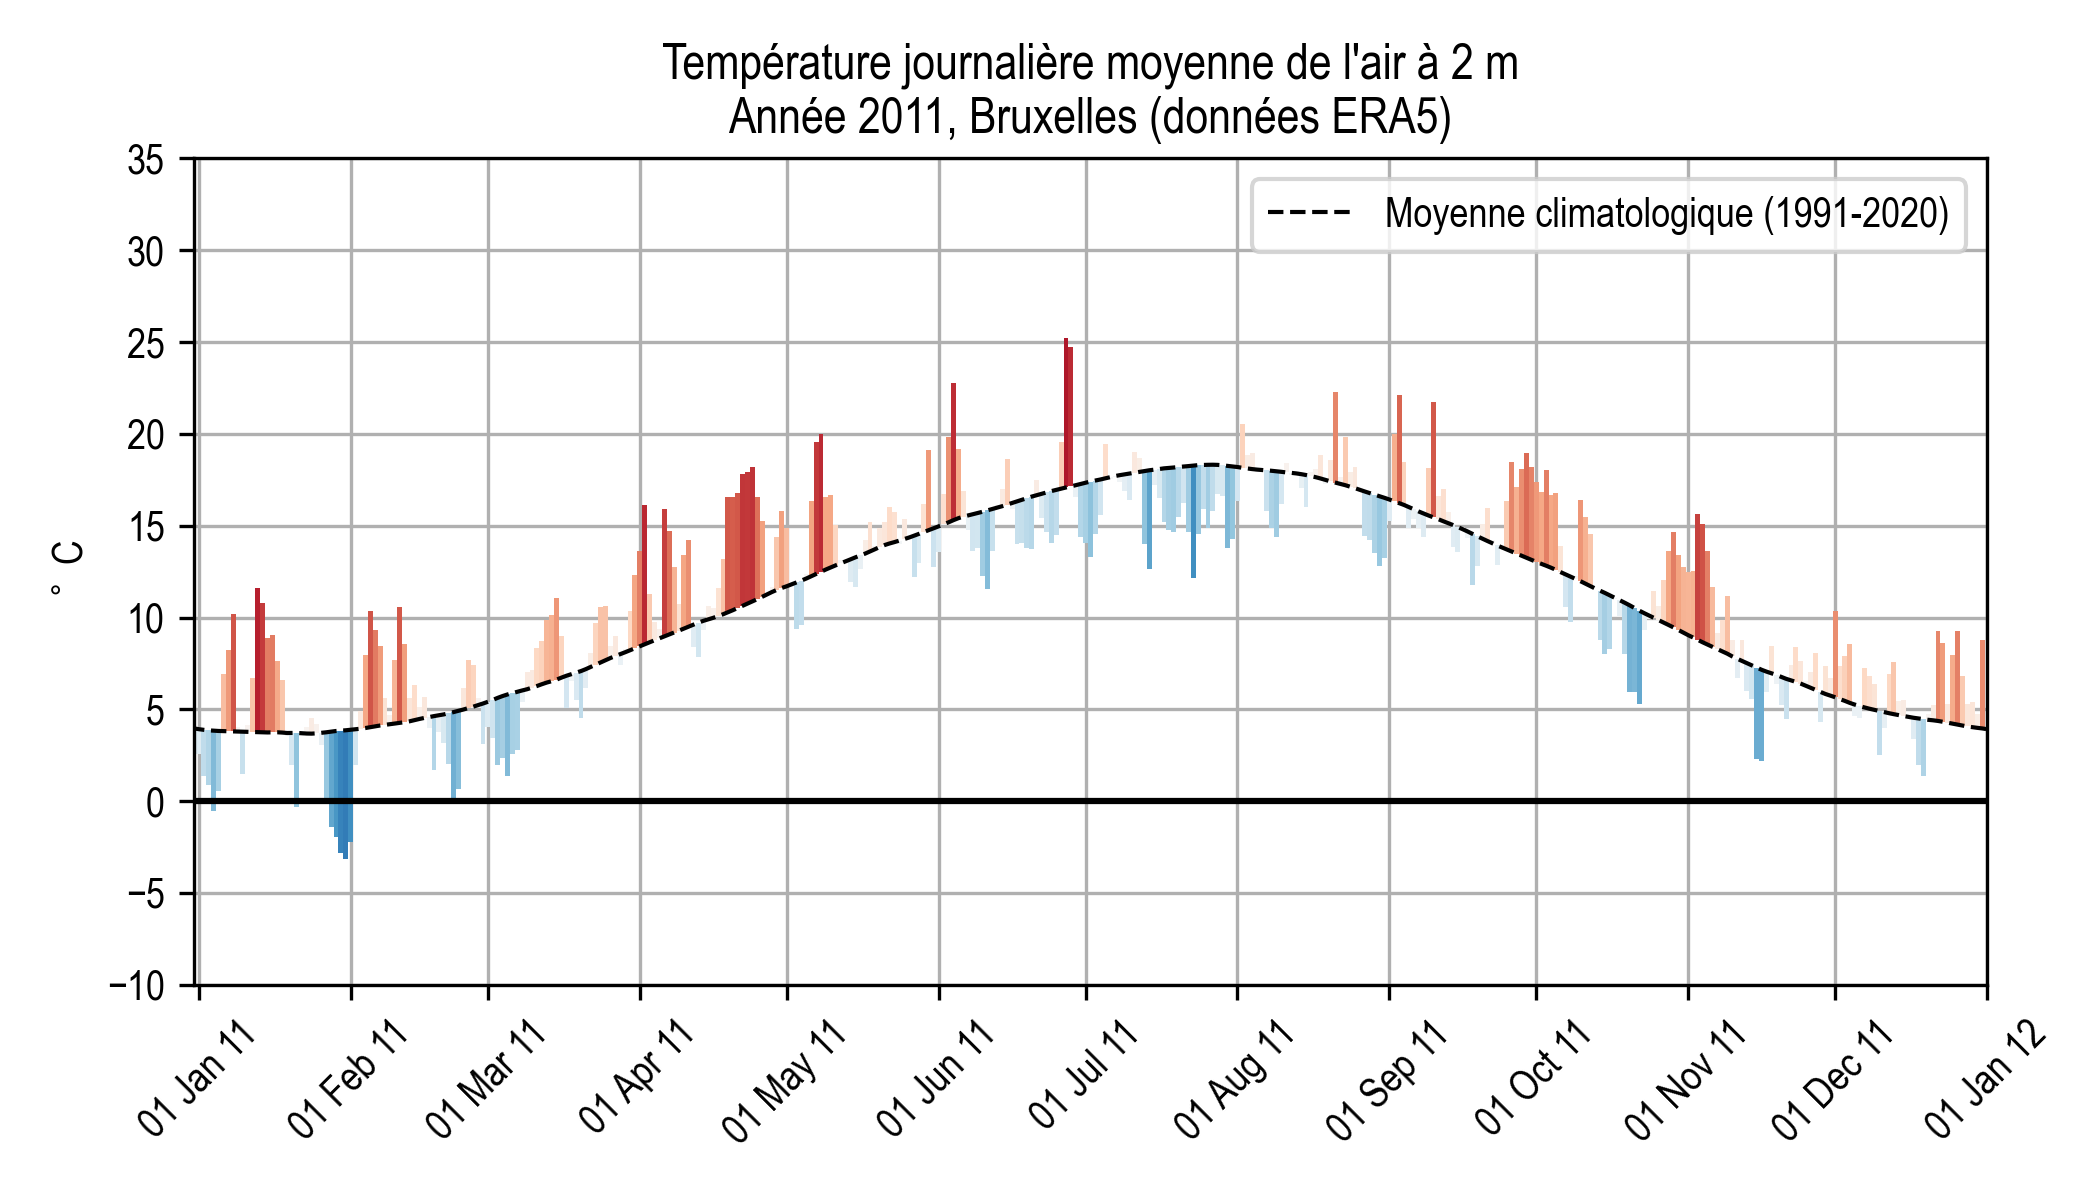 Température journalière moyenne de l'air à 2 m
Année 2011, Bruxelles (données ERA5)
Moyenne climatologique (1991-2020)
° C
35
30
25
20
15
10
5
0
−5
−10
01 Jan 11
01 Feb 11
01 Mar 11
01 Apr 11
01 May 11
01 Jun 11
01 Jul 11
01 Aug 11
01 Sep 11
01 Oct 11
01 Nov 11
01 Dec 11
01 Jan 12